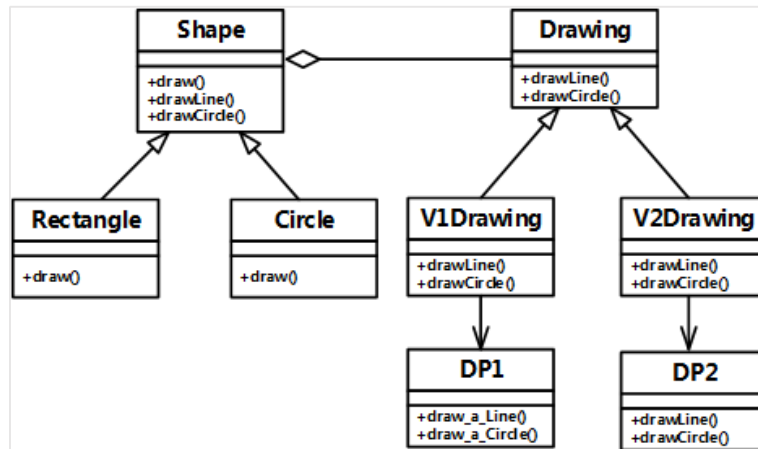 Shape
+draw()
+drawLine()
+drawCircle()
Drawing
+drawLine()
+drawCircle()
Rectangle
+draw()
Circle
+draw()
V1Drawing
+drawLine()
+drawCircle()
V2Drawing
+drawLine()
+drawCircle()
DP1
+draw_a_Line()
+draw_a_Circle()
DP2
+drawLine()
+drawCircle()